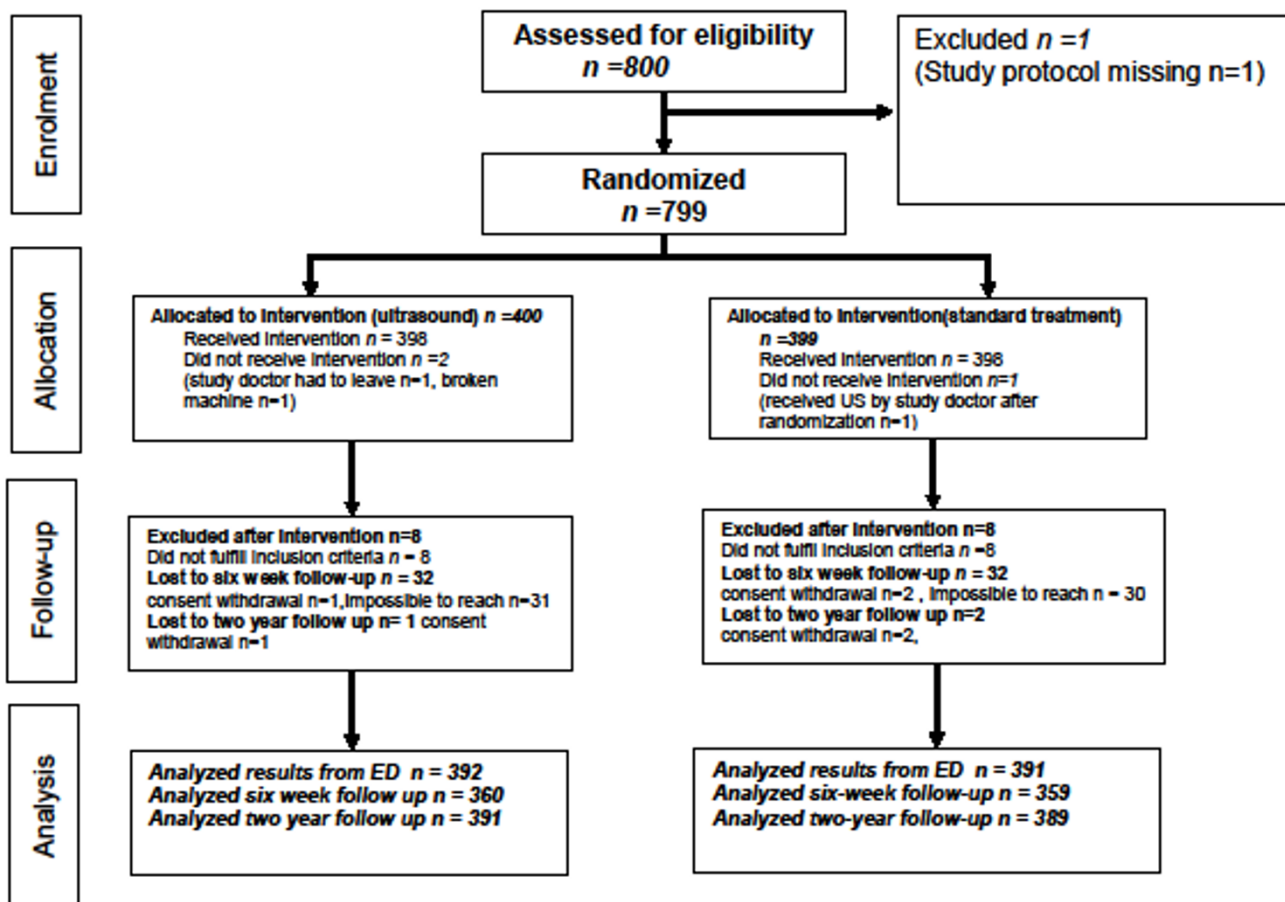 Enrolment
Assessed for eligibility
n =800
Excluded n =1
(Study protocol missing n=1)
Randomized
n =799
Allocation
Allocated to intervention (ultrasound) n =400
Received intervention n = 398
Did not receive intervention n =2
(study doctor had to leave n=1, broken
machine n=1)
Allocated to intervention(standard treatment)
n =399
Received intervention n = 398
Did not receive intervention n=1
(received US by study doctor after
randomization n=1)
Follow-up
Excluded after intervention n=8
Did not fulfill inclusion criteria n = 8
Lost to six week follow-up n = 32
consent withdrawal n=1,impossible to reach n=31
Lost to two year follow up n= 1 consent
withdrawal n=1
Excluded after intervention n=8
Did not fulfil inclusion criteria n =8
Lost to six week follow-up n = 32
consent withdrawal n=2 , impossible to reach n = 30
Lost to two year follow up n=2
consent withdrawal n=2,
Analysis
Analyzed results from ED n = 392
Analyzed six week follow up n = 360
Analyzed two year follow up n = 391
Analyzed results from ED n = 391
Analyzed six-week follow-up n = 359
Analyzed two-year follow-up n = 389